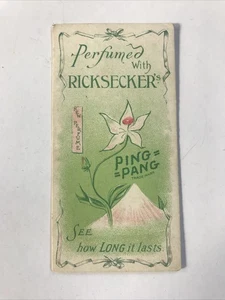 Perfumed
With
RICKSECKER's
PING=
=PANG
SEE
how LONG it lasts